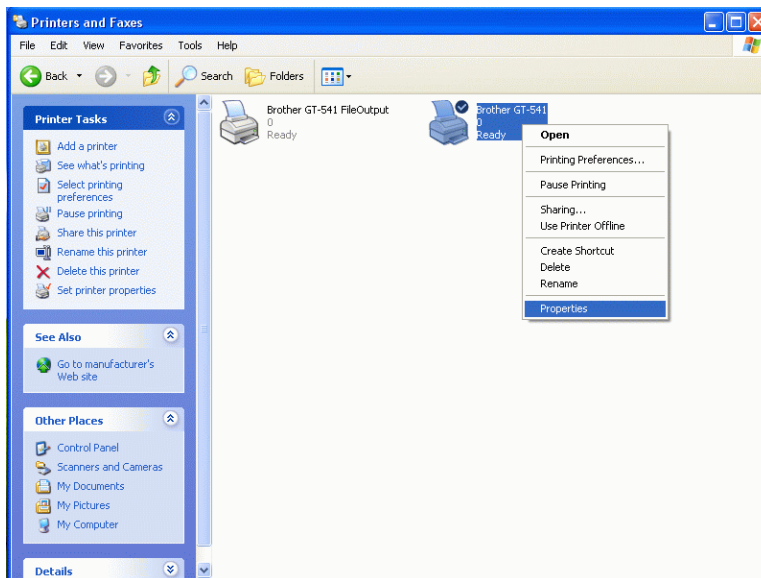 Printers and Faxes
File Edit View Favorites Tools Help
Back Search Folders
Printer Tasks
Add a printer
See what's printing
Select printing
preferences
Pause printing
Share this printer
Rename this printer
Delete this printer
Set printer properties
See Also
Go to manufacturer's
Web site
Other Places
Control Panel
Scanners and Cameras
My Documents
My Pictures
My Computer
Details
Brother GT-541 FileOutput
0
Ready
Brother GT-541
0
Ready
Open
Printing Preferences...
Pause Printing
Sharing...
Use Printer Offline
Create Shortcut
Delete
Rename
Properties